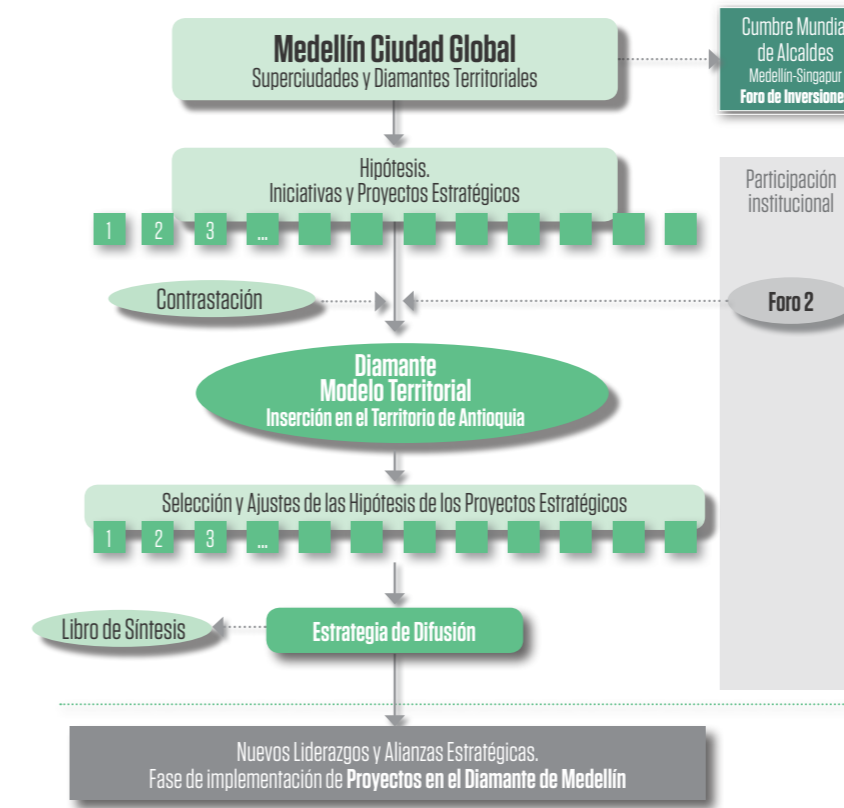 Medellín Ciudad Global
Superciudades y Diamantes Territoriales
Cumbre Mundia
de Alcaldes
Medellín-Singapur
Foro de Inversione
Hipótesis.
Iniciativas y Proyectos Estratégicos
1 2 3 ...
Participación
institucional
Contrastación
Foro 2
Diamante
Modelo Territorial
Inserción en el Territorio de Antioquia
Selección y Ajustes de las Hipótesis de los Proyectos Estratégicos
1 2 3 ...
Libro de Síntesis
Estrategia de Difusión
Nuevos Liderazgos y Alianzas Estratégicas.
Fase de implementación de Proyectos en el Diamante de Medellín